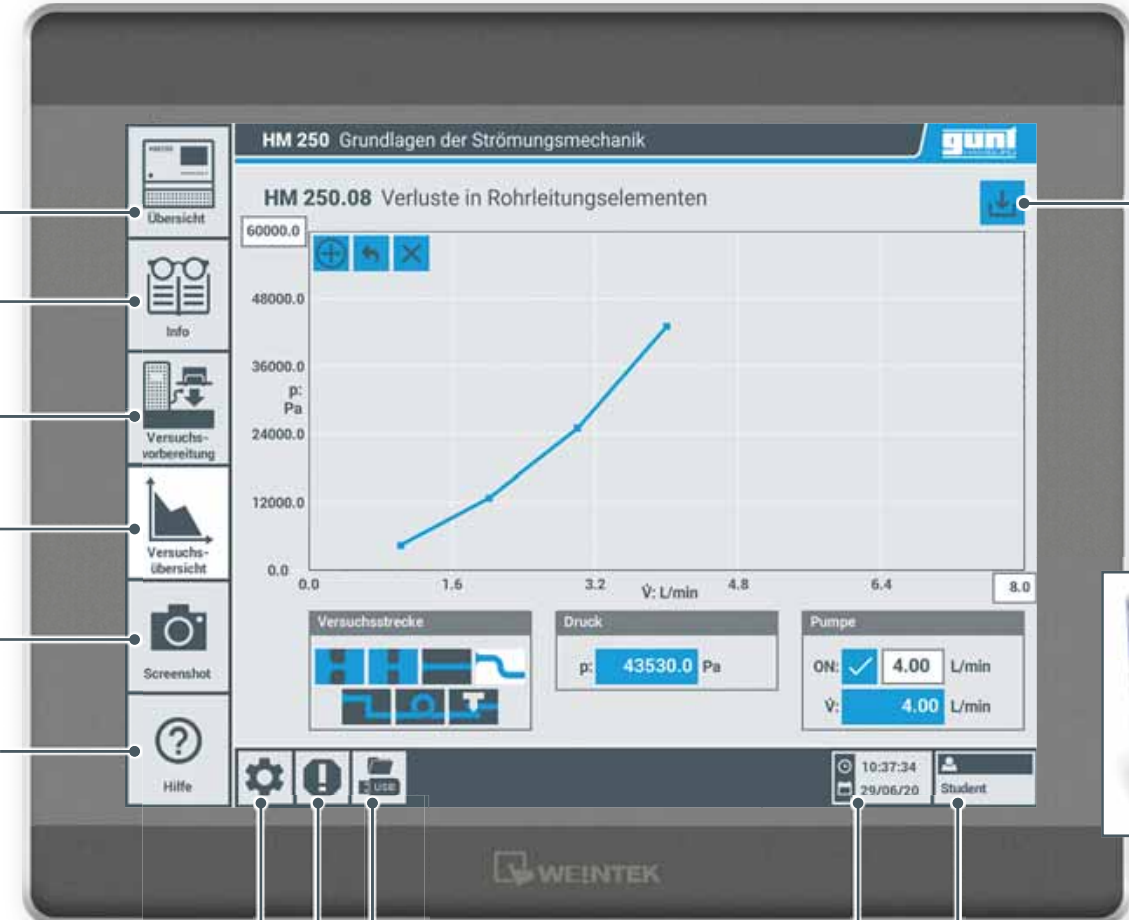 HM 250 Grundlagen der Strömungsmechanik
gunt
HM 250.08 Verluste in Rohrleitungselementen
Übersicht
Info
Versuchs-
vorbereitung
Versuchs-
übersicht
Screenshot
Hilfe
60000.0
48000.0
36000.0
p:
Pa
24000.0
12000.0
0.0
0.0
1.6
3.2
V̇: L/min
4.8
6.4
8.0
Versuchsstrecke
Druck
p: 43530.0 Pa
Pumpe
ON: 4.00 L/min
V̇: 4.00 L/min
USB
10:37:34
29/06/20
Student
WEINTEK